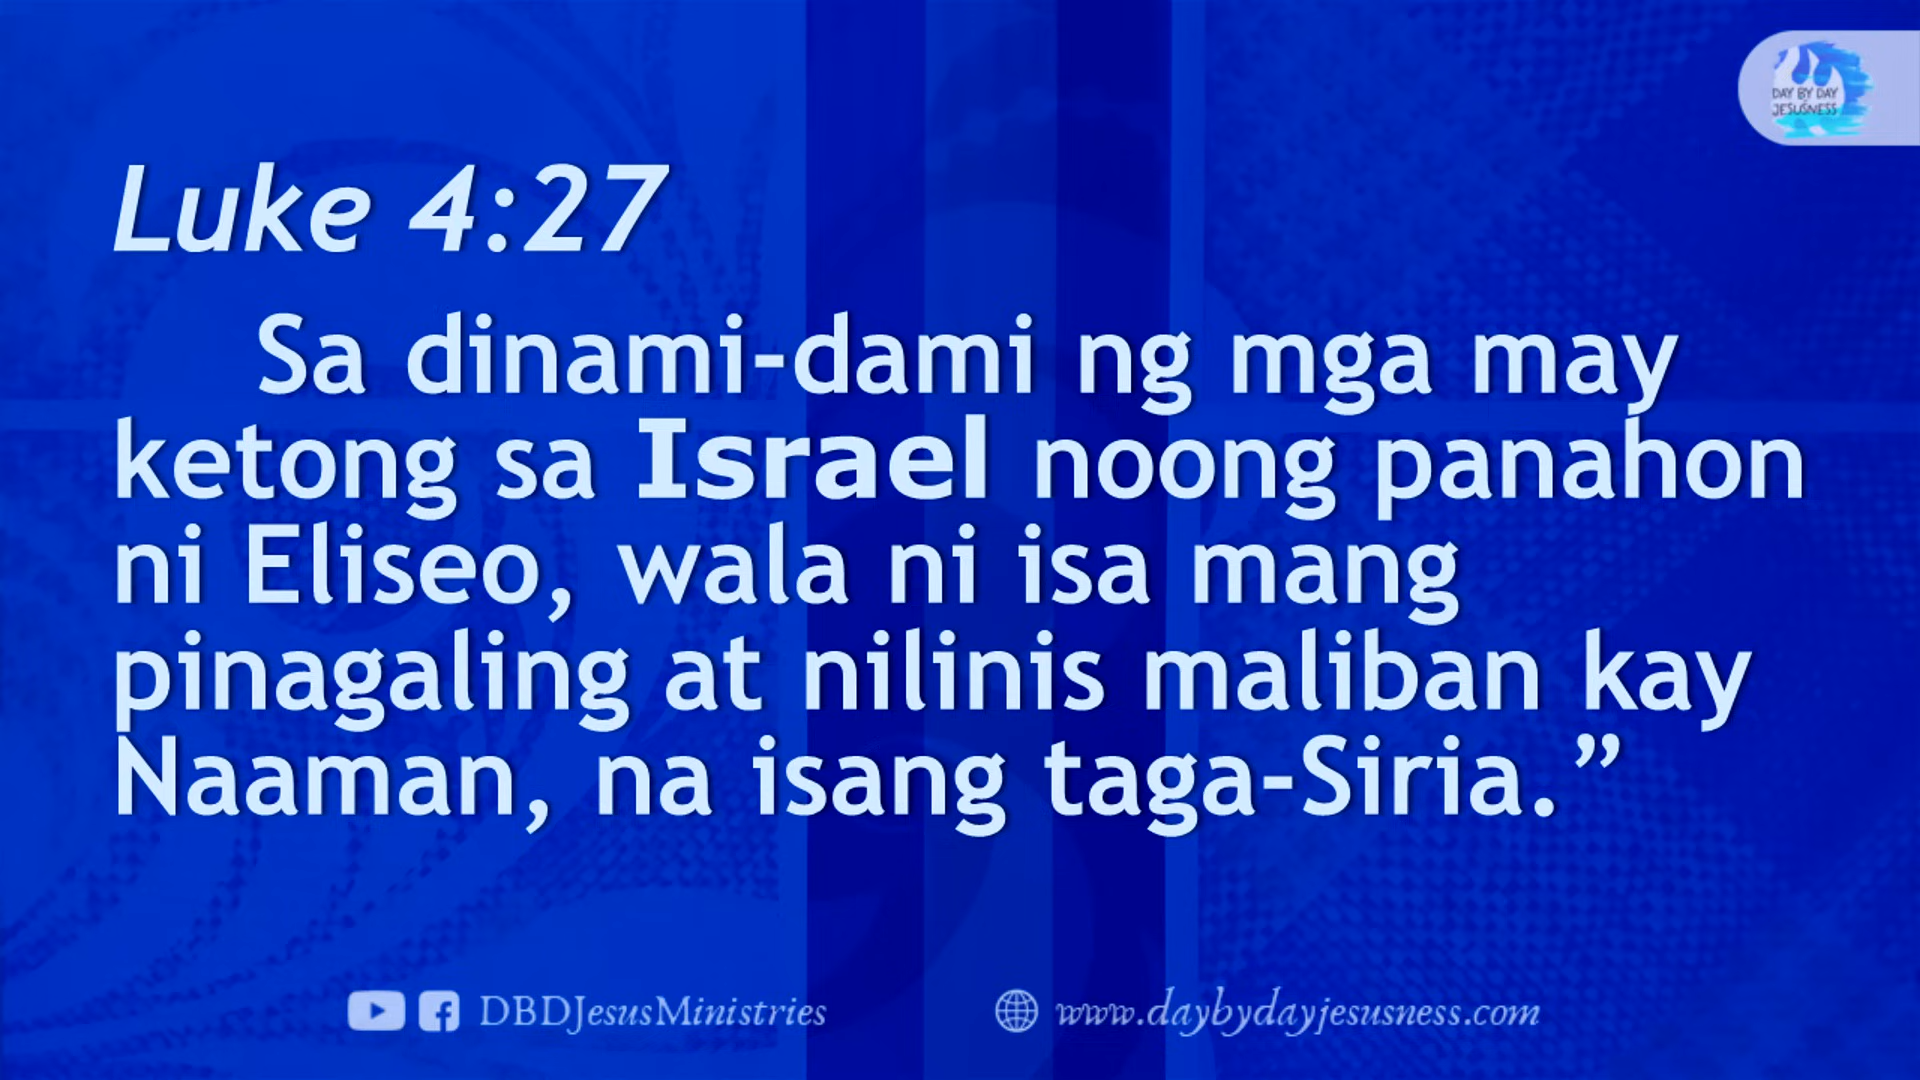 DAY BY DAY
JESUSNESS
Luke 4:27
Sa dinami-dami ng mga may
ketong sa Israel noong panahon
ni Eliseo, wala ni isa mang
pinagaling at nilinis maliban kay
Naaman, na isang taga-Siria.”
DBDJesusMinistries
www.daybydayjesusness.com